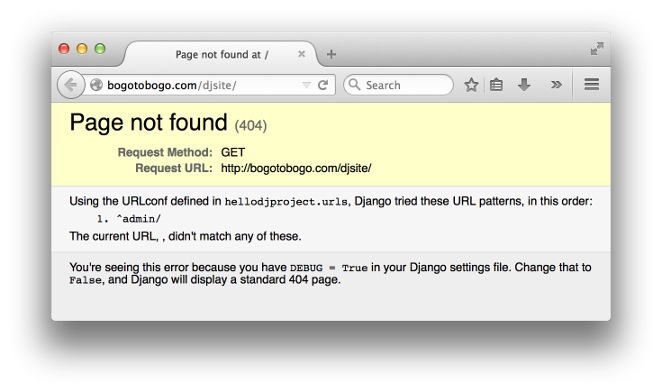 Page not found at /
bogotobogo.com/djsite/
Search
Page not found (404)
Request Method: GET
Request URL: http://bogotobogo.com/djsite/
Using the URLconf defined in hellodjproject.urls, Django tried these URL patterns, in this order:
1. ^admin/
The current URL, , didn't match any of these.
You're seeing this error because you have DEBUG = True in your Django settings file. Change that to
False, and Django will display a standard 404 page.